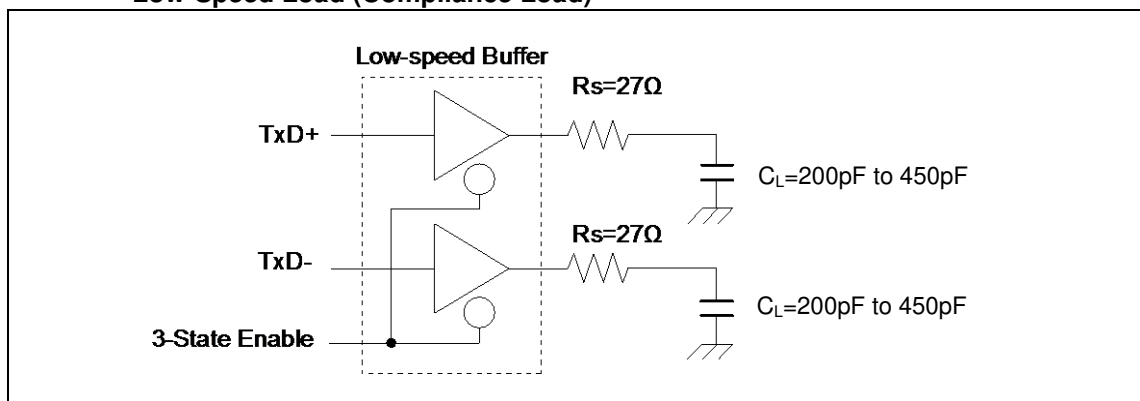 Low-Speed Load (Compliance Load)
Low-speed Buffer
Rs=27Ω
TxD+
CL=200pF to 450pF
Rs=27Ω
TxD-
CL=200pF to 450pF
3-State Enable